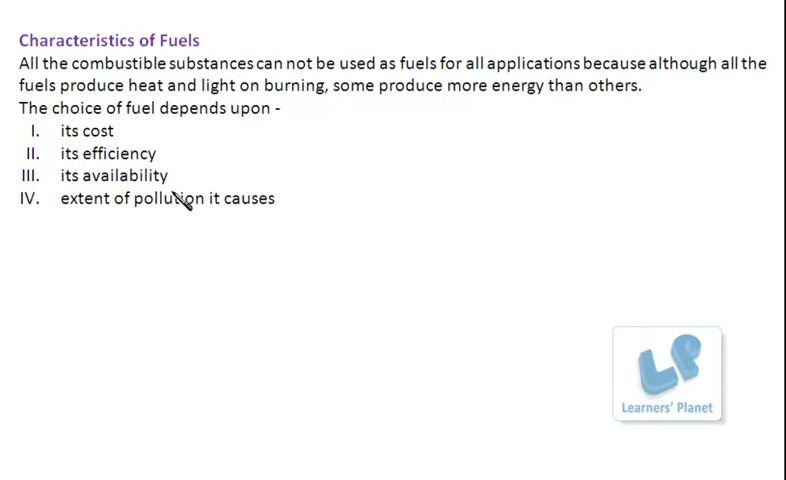 Characteristics of Fuels
All the combustible substances can not be used as fuels for all applications because although all the
fuels produce heat and light on burning, some produce more energy than others.
The choice of fuel depends upon -
I. its cost
II. its efficiency
III. its availability
IV. extent of pollution it causes
LP
Learners' Planet